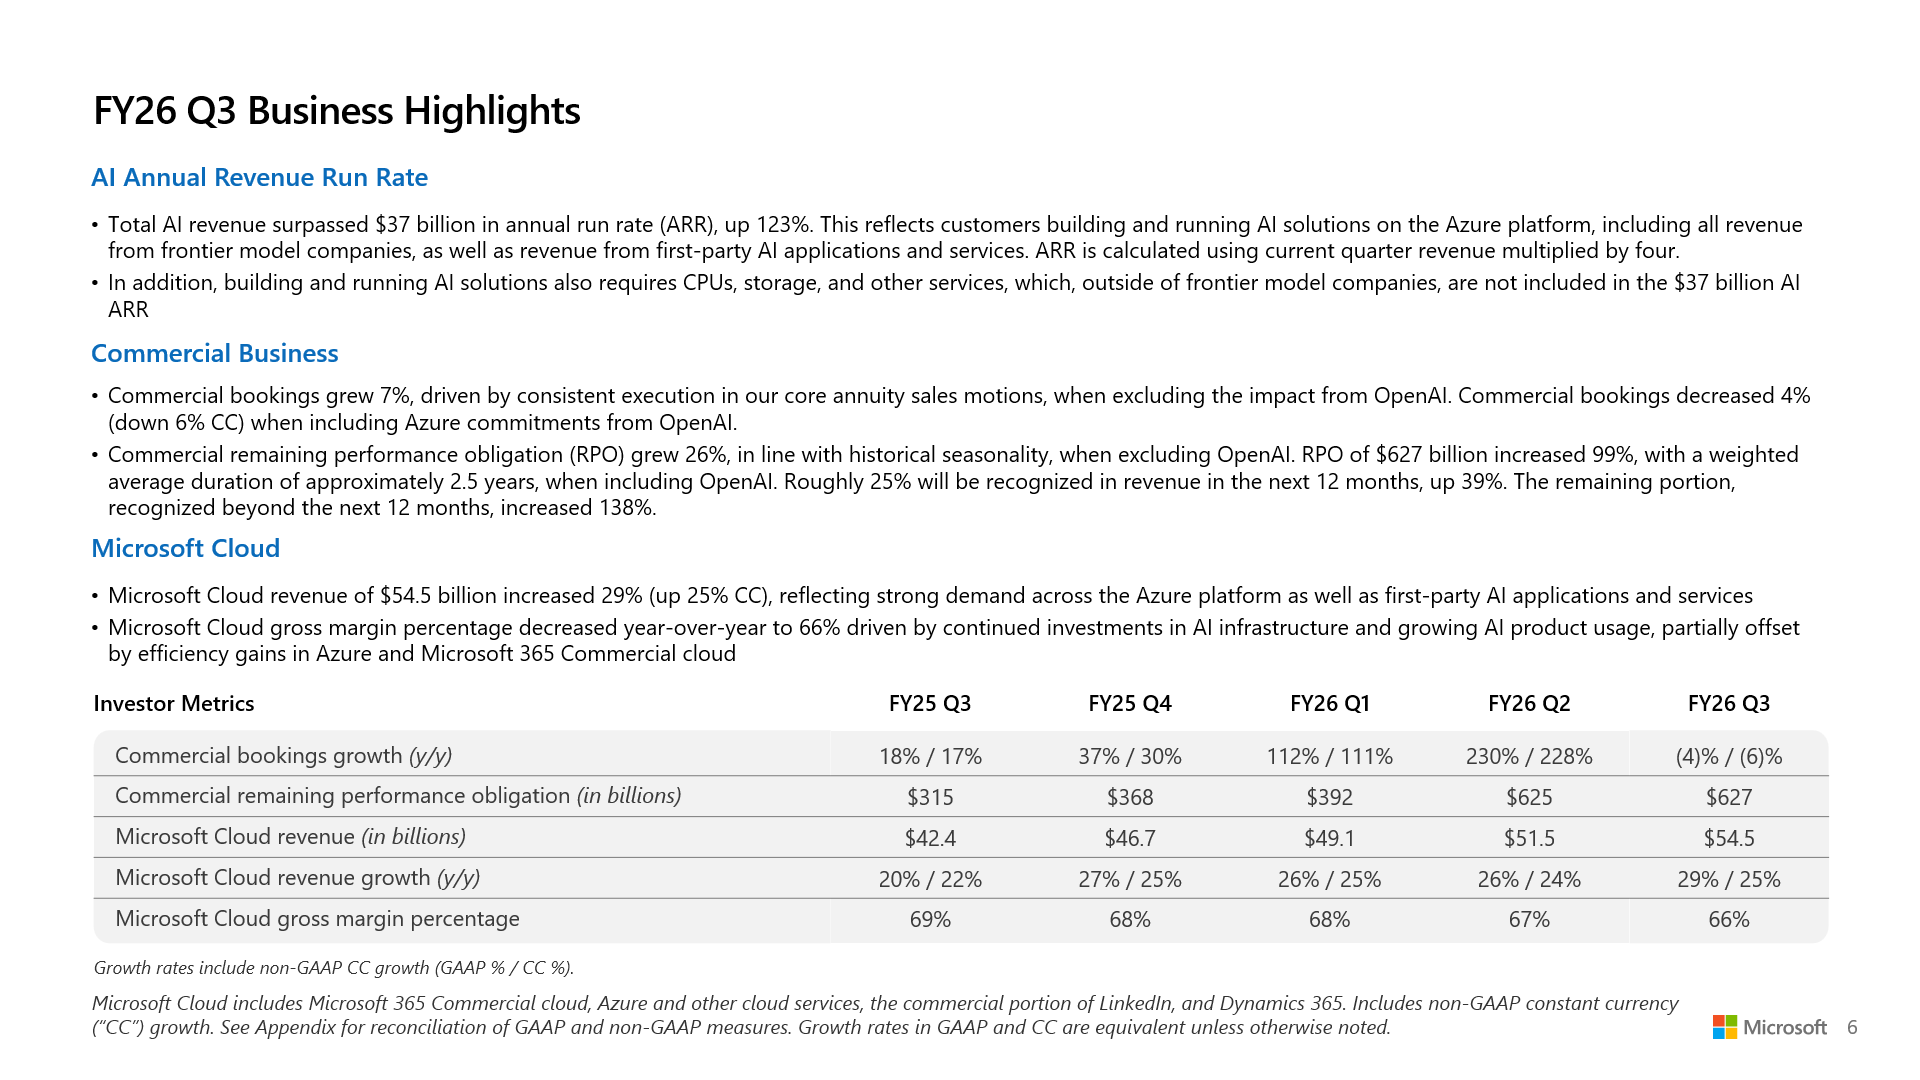 FY26 Q3 Business Highlights
AI Annual Revenue Run Rate
• Total AI revenue surpassed $37 billion in annual run rate (ARR), up 123%. This reflects customers building and running AI solutions on the Azure platform, including all revenue
from frontier model companies, as well as revenue from first-party AI applications and services. ARR is calculated using current quarter revenue multiplied by four.
• In addition, building and running AI solutions also requires CPUs, storage, and other services, which, outside of frontier model companies, are not included in the $37 billion AI
ARR
Commercial Business
• Commercial bookings grew 7%, driven by consistent execution in our core annuity sales motions, when excluding the impact from OpenAI. Commercial bookings decreased 4%
(down 6% CC) when including Azure commitments from OpenAI.
• Commercial remaining performance obligation (RPO) grew 26%, in line with historical seasonality, when excluding OpenAI. RPO of $627 billion increased 99%, with a weighted
average duration of approximately 2.5 years, when including OpenAI. Roughly 25% will be recognized in revenue in the next 12 months, up 39%. The remaining portion,
recognized beyond the next 12 months, increased 138%.
Microsoft Cloud
• Microsoft Cloud revenue of $54.5 billion increased 29% (up 25% CC), reflecting strong demand across the Azure platform as well as first-party AI applications and services
• Microsoft Cloud gross margin percentage decreased year-over-year to 66% driven by continued investments in AI infrastructure and growing AI product usage, partially offset
by efficiency gains in Azure and Microsoft 365 Commercial cloud
Investor Metrics FY25 Q3 FY25 Q4 FY26 Q1 FY26 Q2 FY26 Q3
Commercial bookings growth (y/y) 18% / 17% 37% / 30% 112% / 111% 230% / 228% (4)% / (6)%
Commercial remaining performance obligation (in billions) $315 $368 $392 $625 $627
Microsoft Cloud revenue (in billions) $42.4 $46.7 $49.1 $51.5 $54.5
Microsoft Cloud revenue growth (y/y) 20% / 22% 27% / 25% 26% / 25% 26% / 24% 29% / 25%
Microsoft Cloud gross margin percentage 69% 68% 68% 67% 66%
Growth rates include non-GAAP CC growth (GAAP % / CC %).
Microsoft Cloud includes Microsoft 365 Commercial cloud, Azure and other cloud services, the commercial portion of LinkedIn, and Dynamics 365. Includes non-GAAP constant currency
(“CC”) growth. See Appendix for reconciliation of GAAP and non-GAAP measures. Growth rates in GAAP and CC are equivalent unless otherwise noted.
Microsoft 6